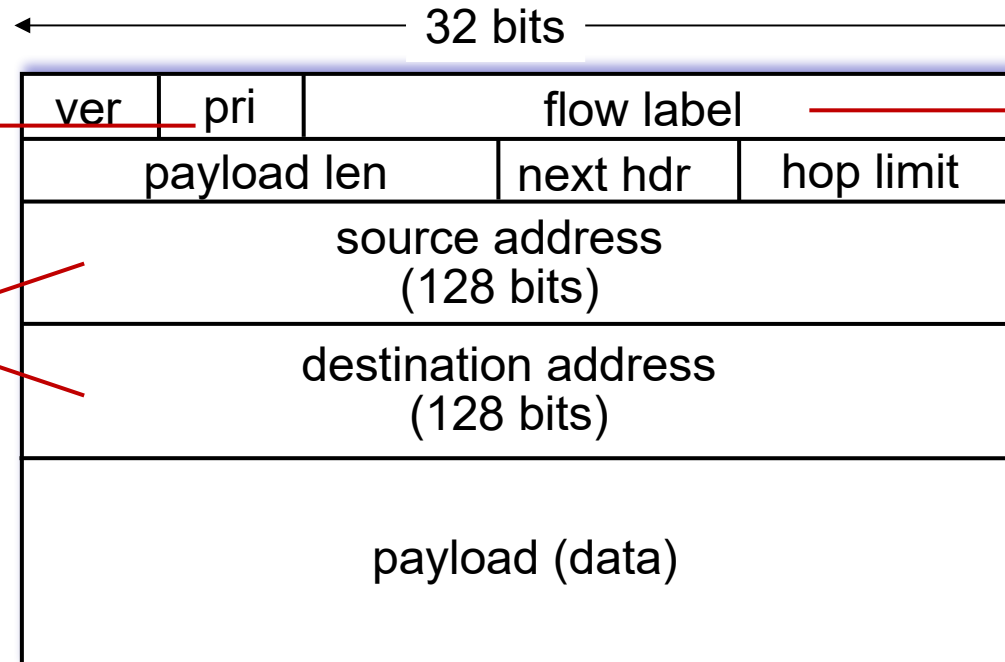 32 bits
ver pri flow label
payload len next hdr hop limit
source address
(128 bits)
destination address
(128 bits)
payload (data)